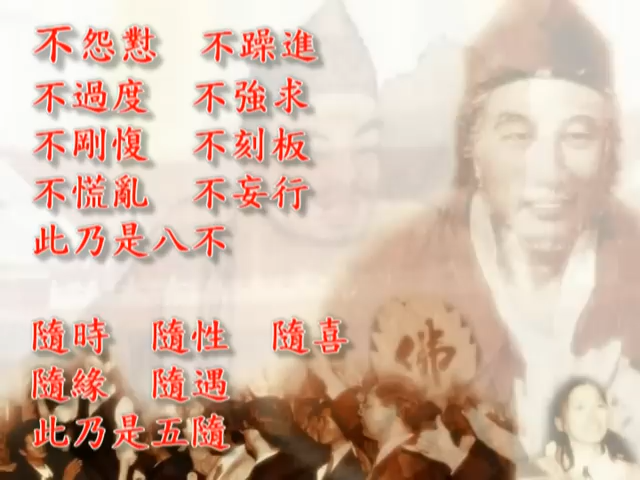 不怨懟 不躁進
不過度 不強求
不剛愎 不刻板
不慌亂 不妄行
此乃是八不
隨時 隨性 隨喜
隨緣 隨遇
此乃是五隨
佛